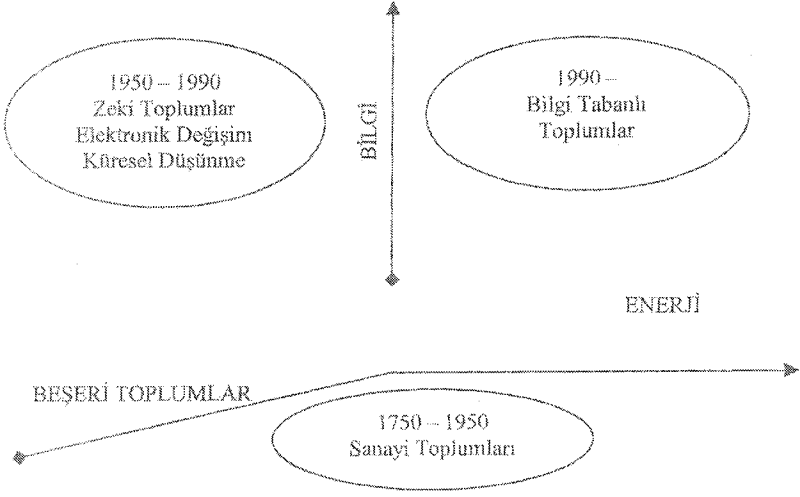 1950 – 1990
Zeki Toplumlar
Elektronik Değişim
Küresel Düşünme
BİLGİ
1990 –
Bilgi Tabanlı
Toplumlar
ENERJİ
BEŞERİ TOPLUMLAR
1750 – 1950
Sanayi Toplumları